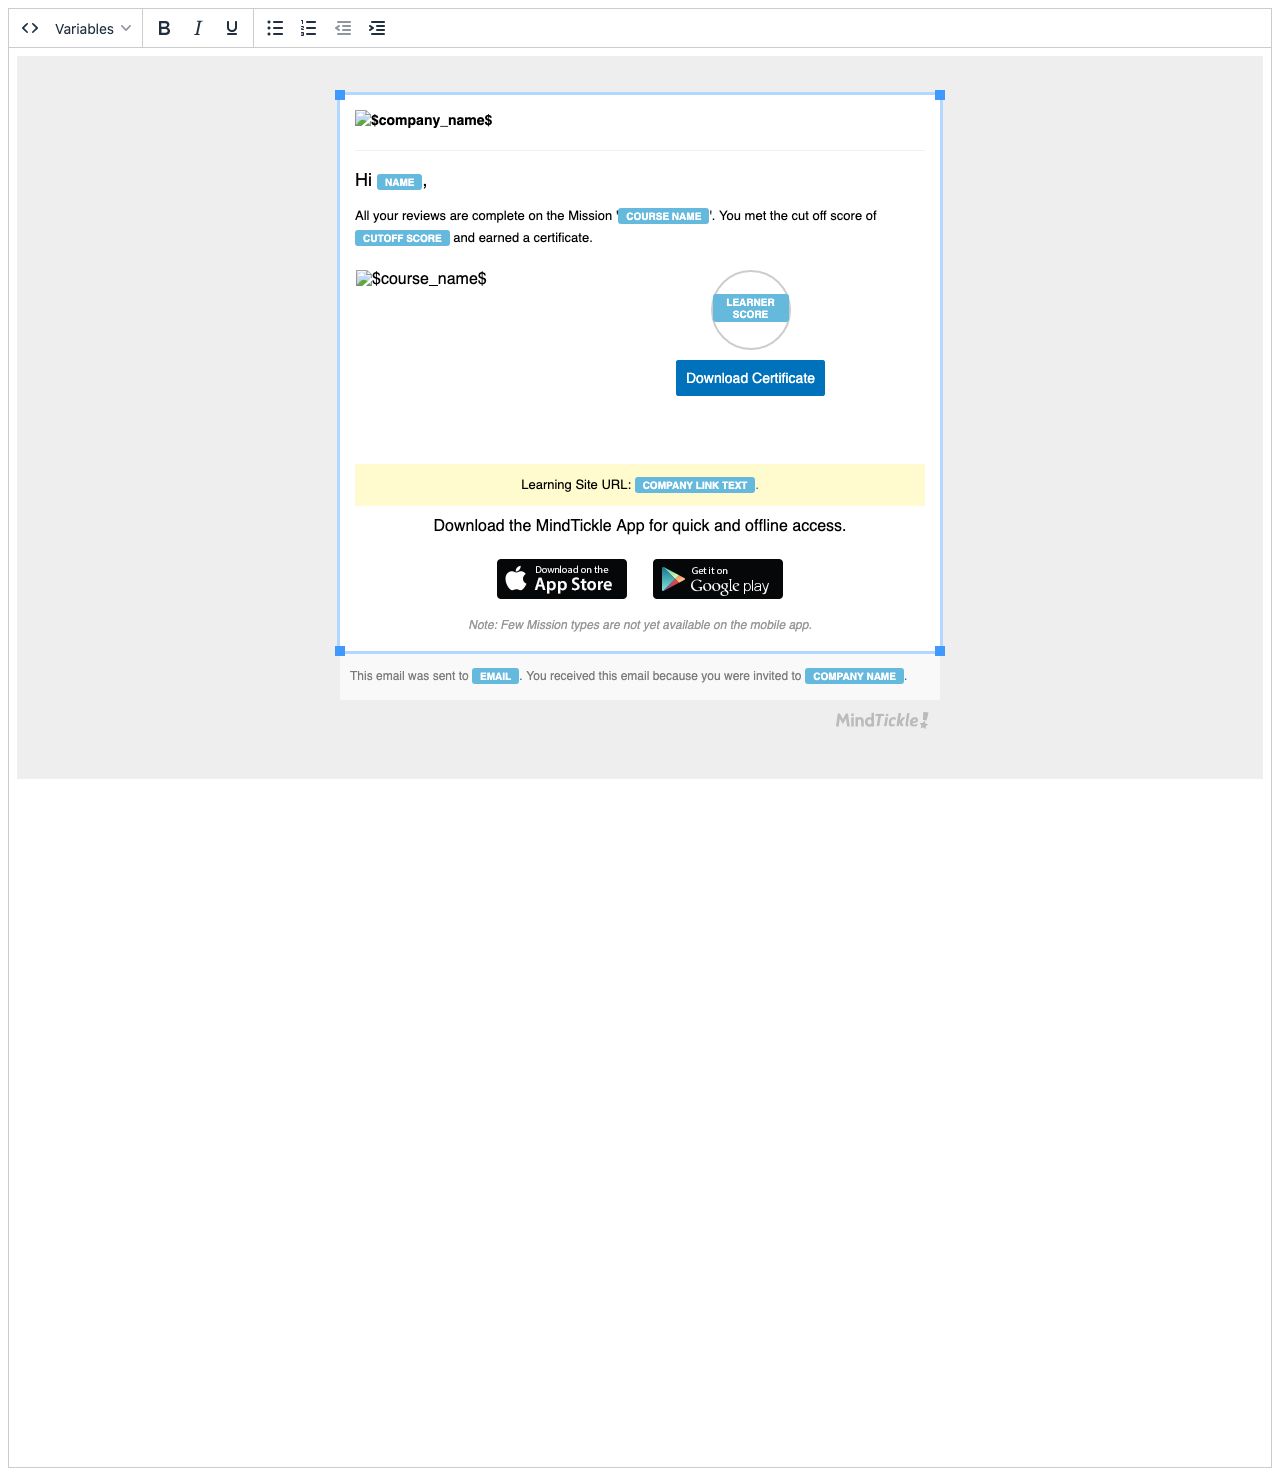 Variables B I U
$company_name$
Hi NAME,
All your reviews are complete on the Mission 'COURSE NAME'. You met the cut off score of
CUTOFF SCORE and earned a certificate.
$course_name$
LEARNER
SCORE
Download Certificate
Learning Site URL: COMPANY LINK TEXT.
Download the MindTickle App for quick and offline access.
Download on the
App Store
Get it on
Google play
Note: Few Mission types are not yet available on the mobile app.
This email was sent to EMAIL. You received this email because you were invited to COMPANY NAME.
MindTickle!